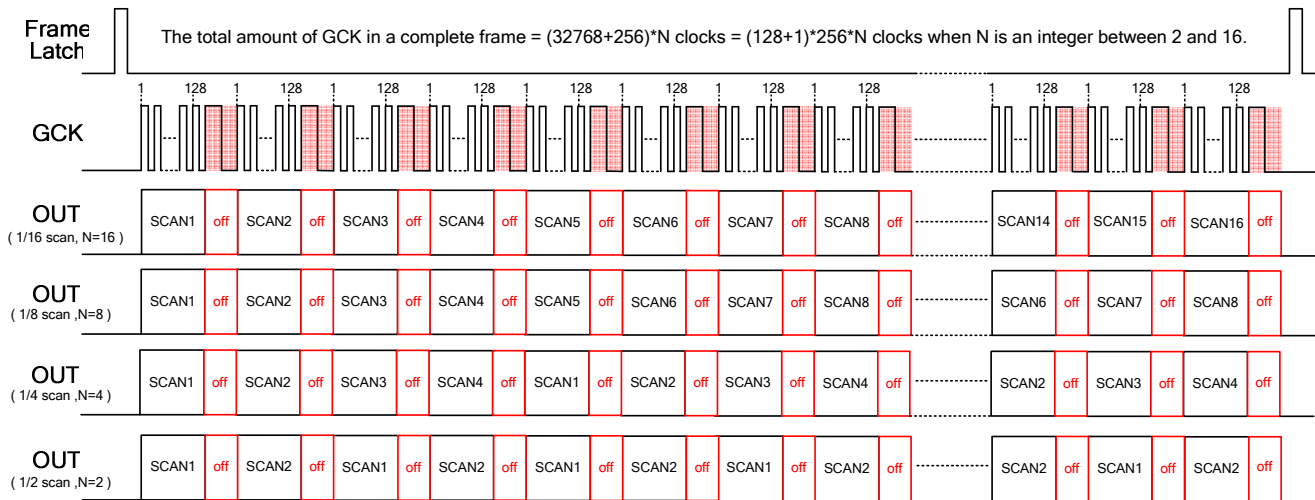 Frame
Latch
The total amount of GCK in a complete frame = (32768+256)*N clocks = (128+1)*256*N clocks when N is an integer between 2 and 16.
1 128 1 128 1 128 1 128 1 128 1 128 1 128 1 128 1 128 1 128 1 128
GCK
OUT
( 1/16 scan, N=16 )
SCAN1 off SCAN2 off SCAN3 off SCAN4 off SCAN5 off SCAN6 off SCAN7 off SCAN8 off SCAN14 off SCAN15 off SCAN16 off
OUT
( 1/8 scan ,N=8 )
SCAN1 off SCAN2 off SCAN3 off SCAN4 off SCAN5 off SCAN6 off SCAN7 off SCAN8 off SCAN6 off SCAN7 off SCAN8 off
OUT
( 1/4 scan ,N=4 )
SCAN1 off SCAN2 off SCAN3 off SCAN4 off SCAN1 off SCAN2 off SCAN3 off SCAN4 off SCAN2 off SCAN3 off SCAN4 off
OUT
( 1/2 scan ,N=2 )
SCAN1 off SCAN2 off SCAN1 off SCAN2 off SCAN1 off SCAN2 off SCAN1 off SCAN2 off SCAN2 off SCAN1 off SCAN2 off